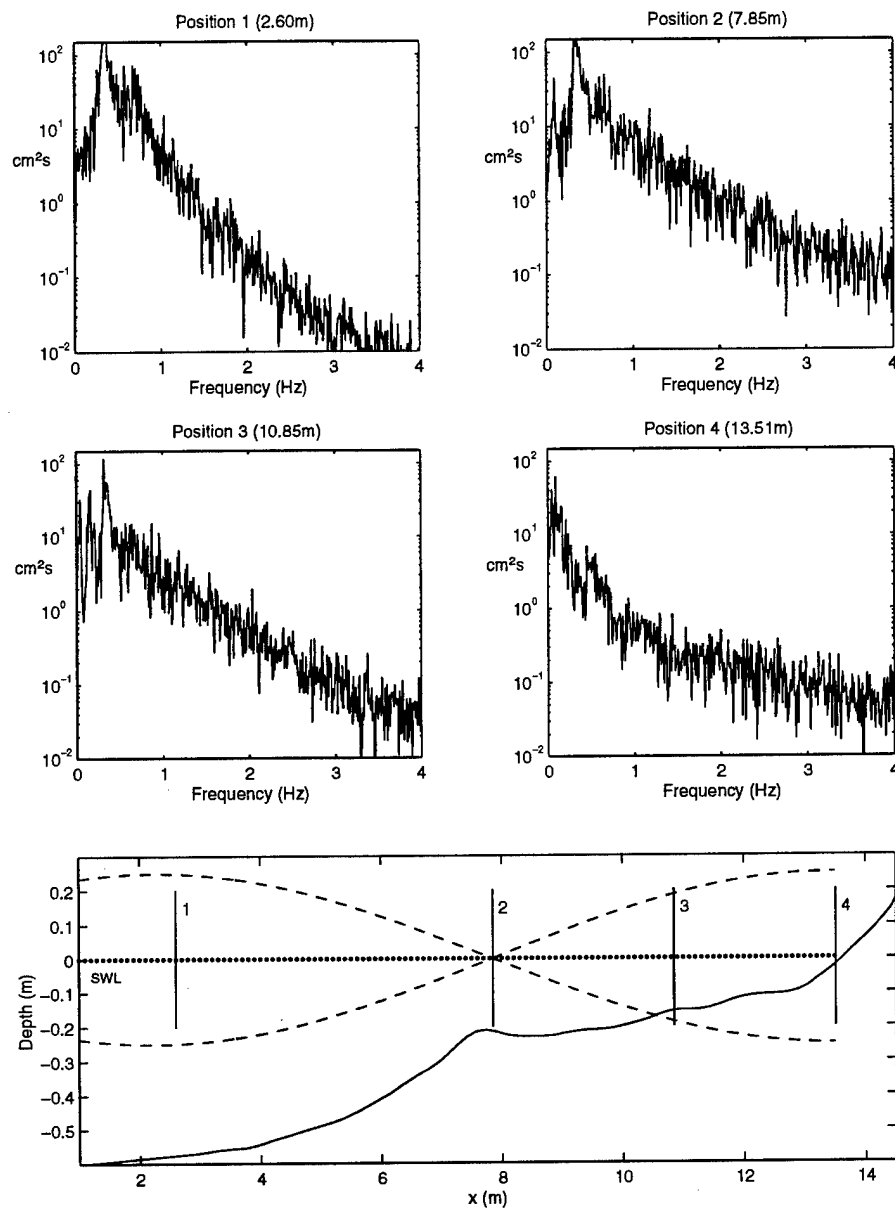 Position 1 (2.60m)
10²
10¹
cm²s
10⁰
10⁻¹
10⁻²
0 1 2 3 4
Frequency (Hz)
Position 2 (7.85m)
10²
10¹
cm²s
10⁰
10⁻¹
10⁻²
0 1 2 3 4
Frequency (Hz)
Position 3 (10.85m)
10²
10¹
cm²s
10⁰
10⁻¹
10⁻²
0 1 2 3 4
Frequency (Hz)
Position 4 (13.51m)
10²
10¹
cm²s
10⁰
10⁻¹
10⁻²
0 1 2 3 4
Frequency (Hz)
Depth (m)
0.2
0.1
0
-0.1
-0.2
-0.3
-0.4
-0.5
1 2 3 4
SWL
2 4 6 8 10 12 14
x (m)